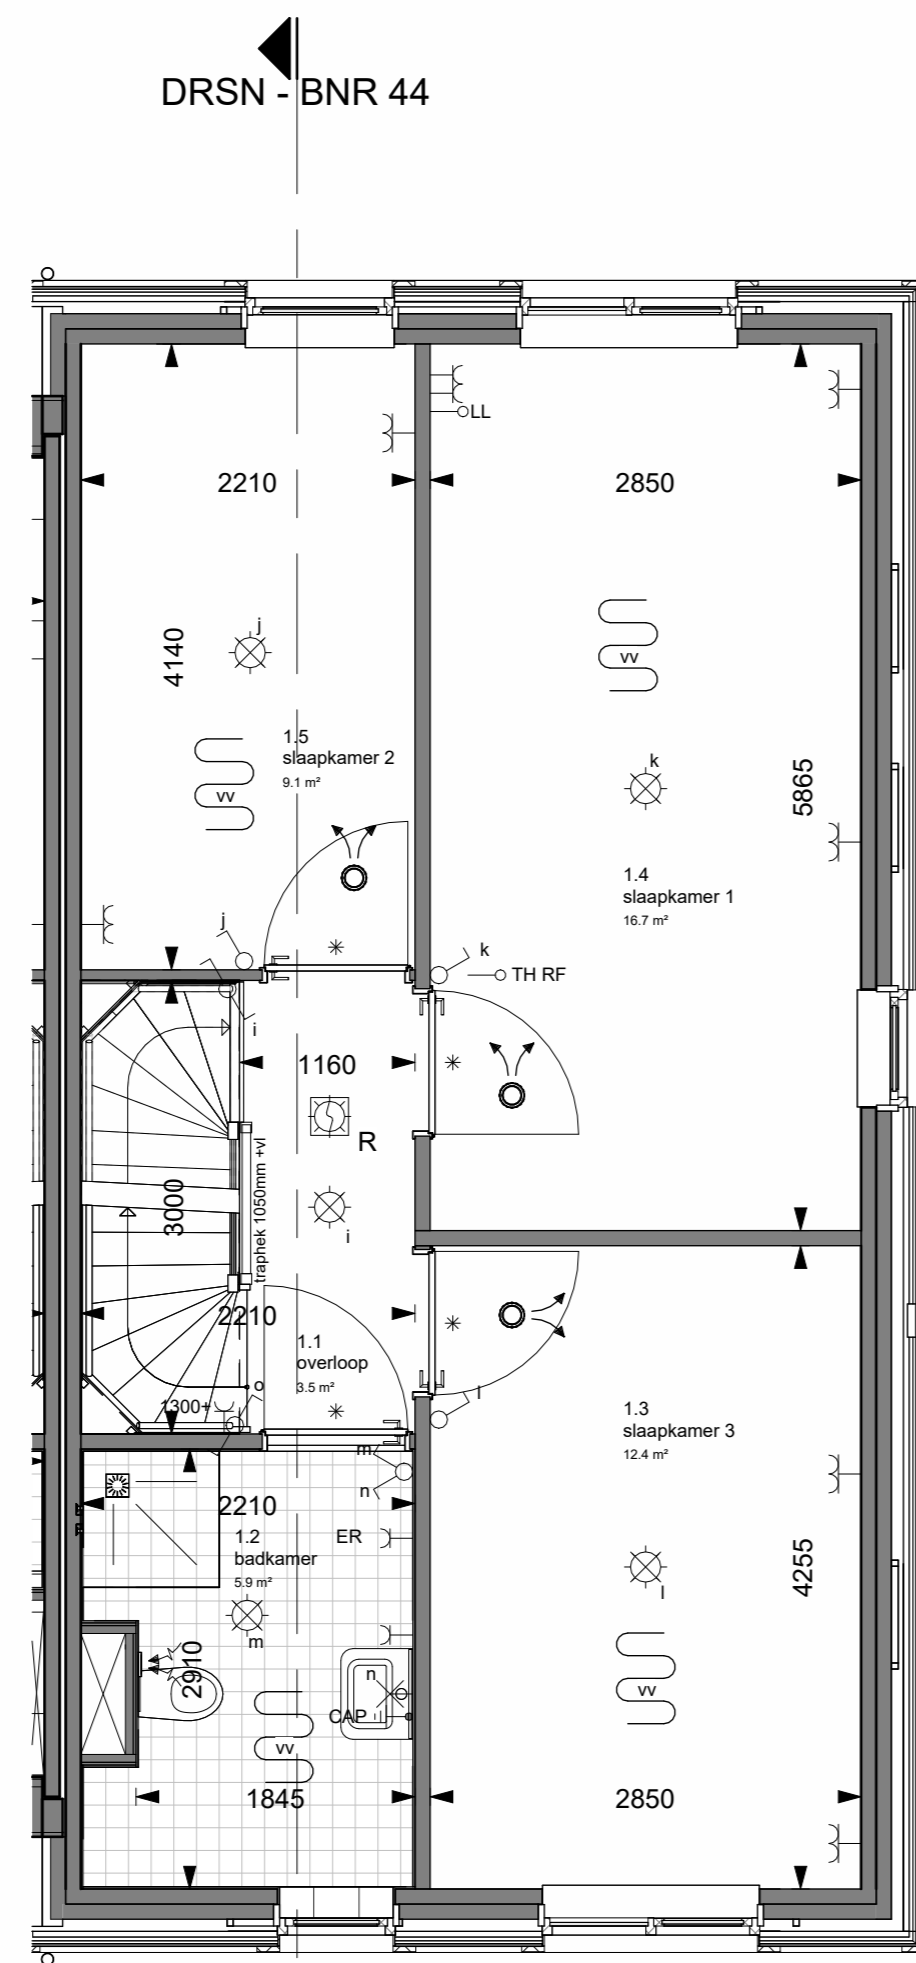 DRSN - BNR 44
LL
2210
2850
j
4140
vv
k
1.5
slaapkamer 2
9.1 m²
vv
5865
1.4
slaapkamer 1
16.7 m²
j
k
TH RF
i
1160
R
traphek 1050mm +vl
3000
i
2210
1.1
overloop
3.5 m²
o
1300+
l
1.3
slaapkamer 3
12.4 m²
m
n
2210
1.2
badkamer
5.9 m²
ER
4255
l
m
2910
n
vv
CAP
vv
1845
2850